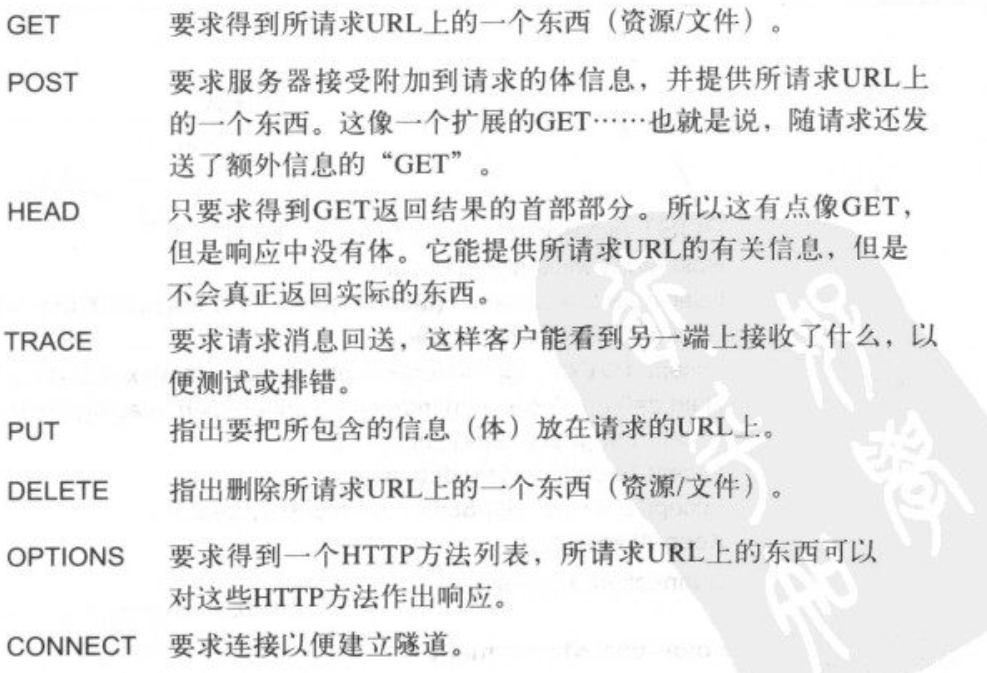 GET 要求得到所请求URL上的一个东西（资源/文件）。
POST 要求服务器接受附加到请求的体信息，并提供所请求URL上
的一个东西。这像一个扩展的GET……也就是说，随请求还发
送了额外信息的“GET”。
HEAD 只要求得到GET返回结果的首部部分。所以这有点像GET，
但是响应中没有体。它能提供所请求URL的有关信息，但是
不会真正返回实际的东西。
TRACE 要求请求消息回送，这样客户能看到另一端上接收了什么，以
便测试或排错。
PUT 指出要把所包含的信息（体）放在请求的URL上。
DELETE 指出删除所请求URL上的一个东西（资源/文件）。
OPTIONS 要求得到一个HTTP方法列表，所请求URL上的东西可以
对这些HTTP方法作出响应。
CONNECT 要求连接以便建立隧道。